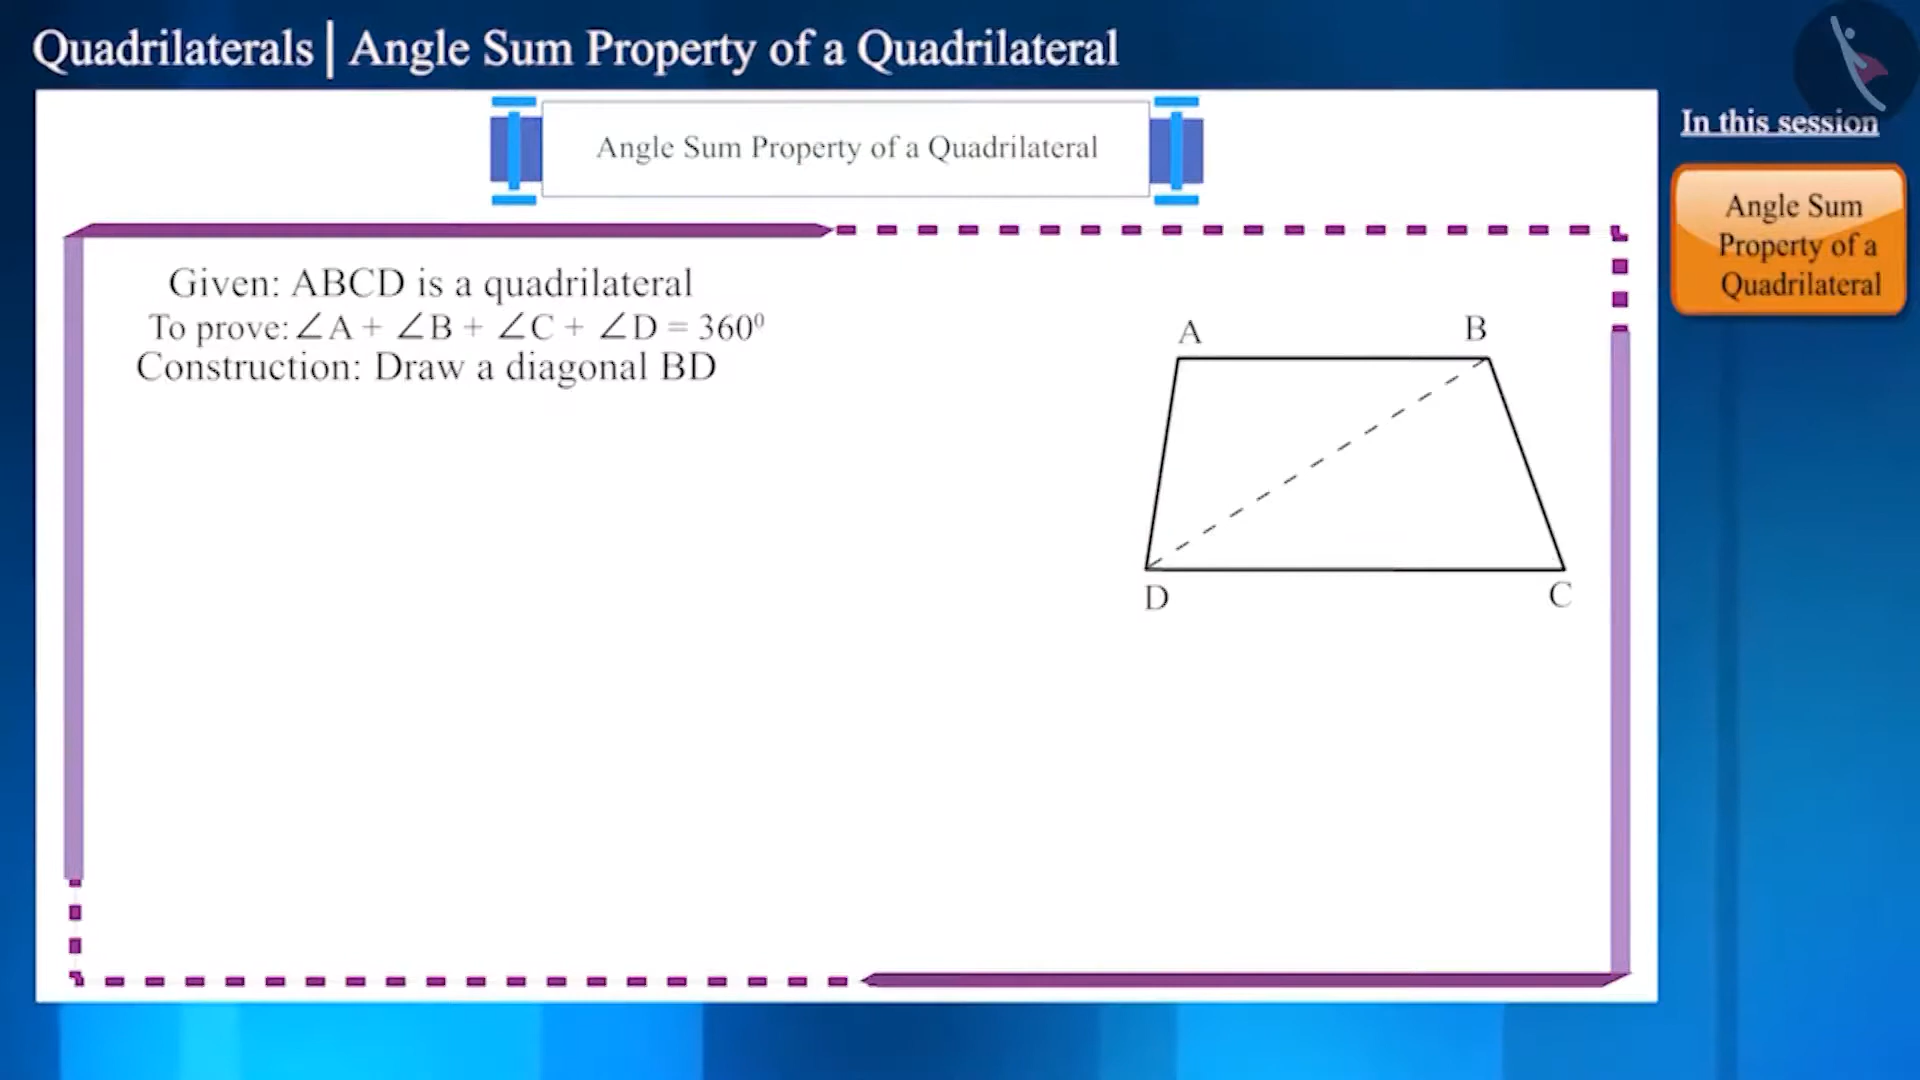 Quadrilaterals | Angle Sum Property of a Quadrilateral
In this session
Angle Sum Property of a Quadrilateral
Angle Sum
Property of a
Quadrilateral
Given: ABCD is a quadrilateral
To prove: ∠A + ∠B + ∠C + ∠D = 360⁰
Construction: Draw a diagonal BD
A B
D C